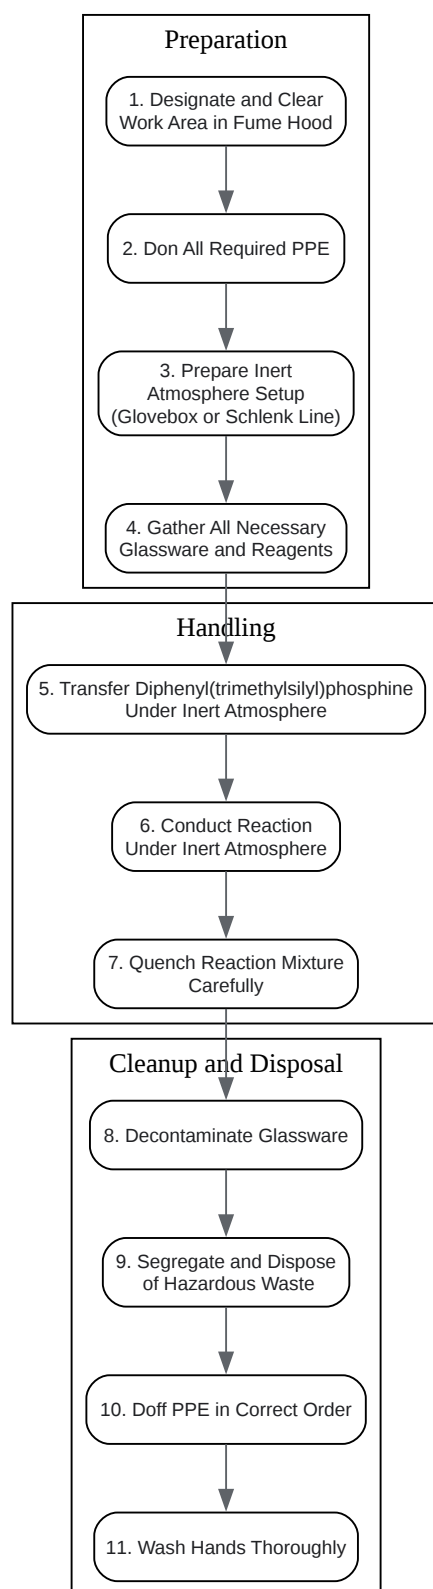 Preparation
1. Designate and Clear
Work Area in Fume Hood
2. Don All Required PPE
3. Prepare Inert
Atmosphere Setup
(Glovebox or Schlenk Line)
4. Gather All Necessary
Glassware and Reagents
Handling
5. Transfer Diphenyl(trimethylsilyl)phosphine
Under Inert Atmosphere
6. Conduct Reaction
Under Inert Atmosphere
7. Quench Reaction Mixture
Carefully
Cleanup and Disposal
8. Decontaminate Glassware
9. Segregate and Dispose
of Hazardous Waste
10. Doff PPE in Correct Order
11. Wash Hands Thoroughly